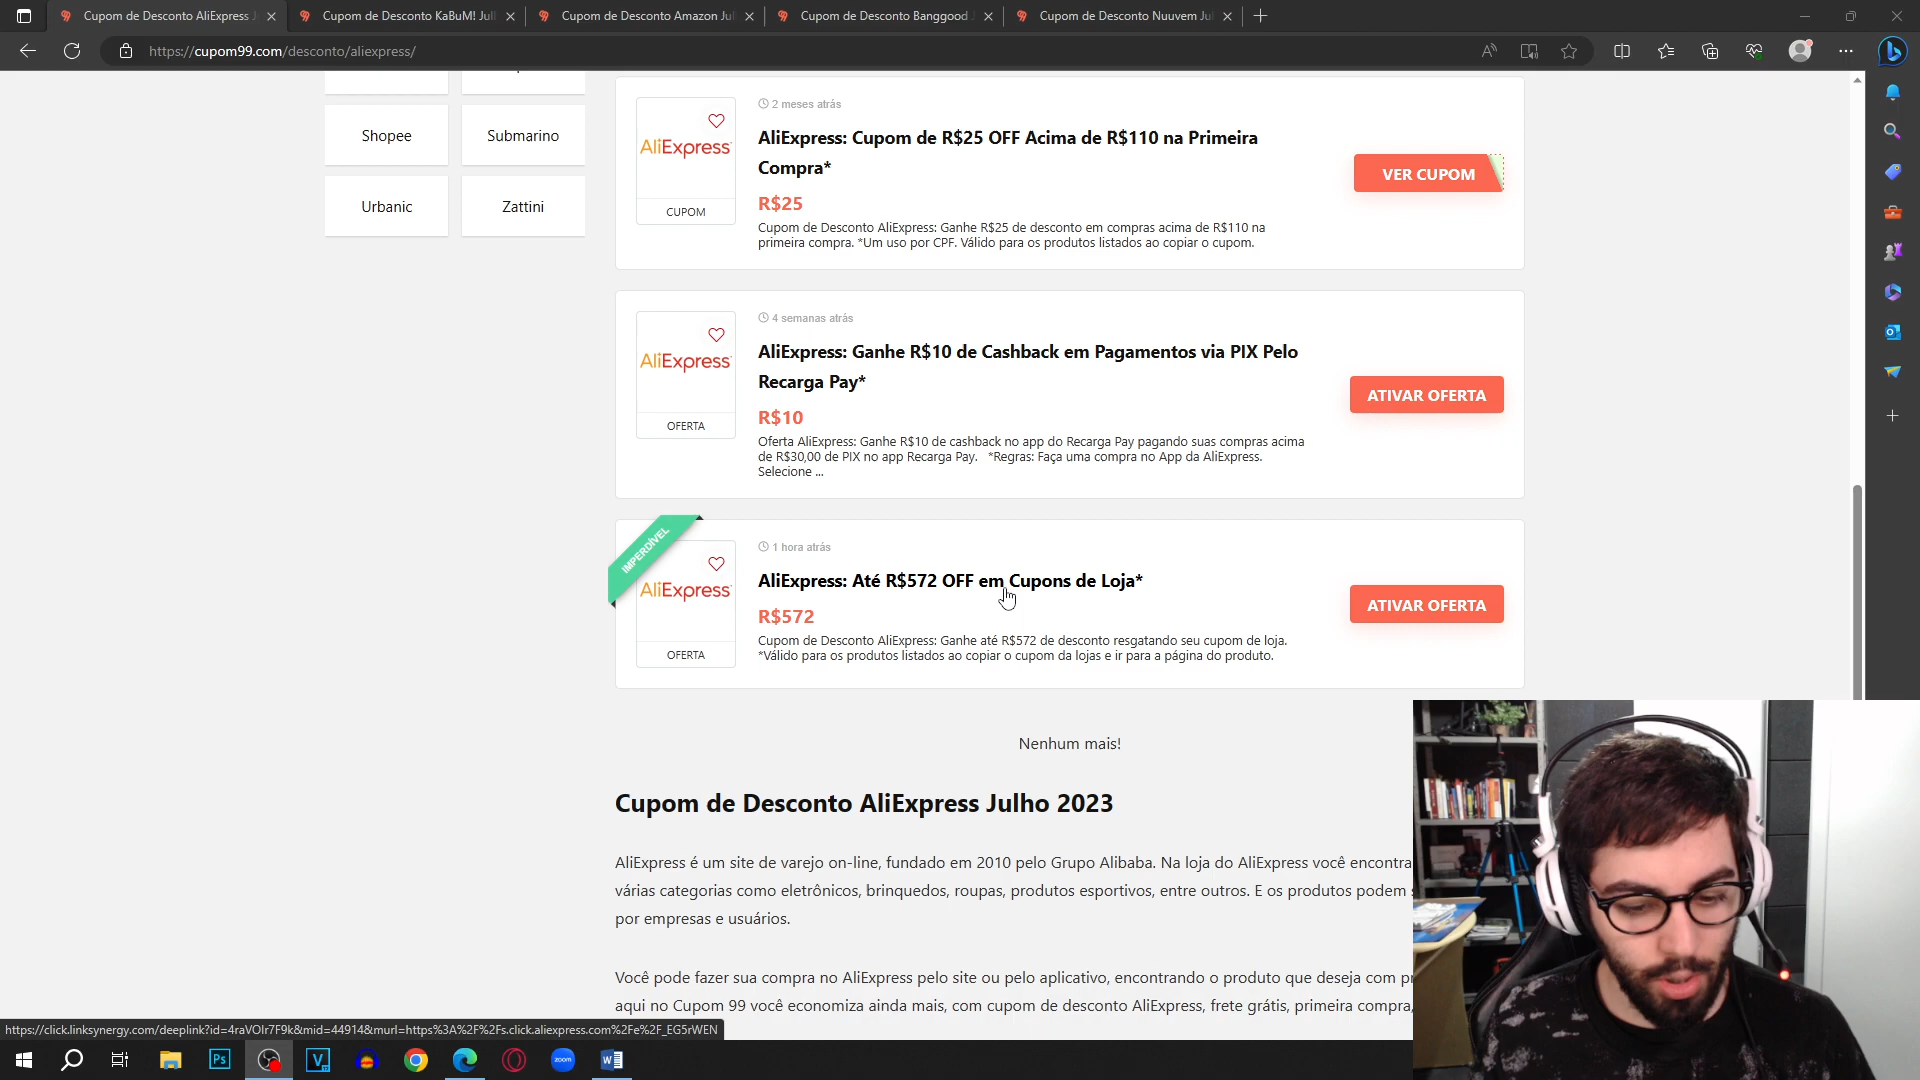 Cupom de Desconto AliExpress J
Cupom de Desconto KaBuM! Jul
Cupom de Desconto Amazon Ju
Cupom de Desconto Banggood J
Cupom de Desconto Nuuvem Ju
https://cupom99.com/desconto/aliexpress/
Shopee
Submarino
Urbanic
Zattini
2 meses atrás
AliExpress: Cupom de R$25 OFF Acima de R$110 na Primeira
Compra*
AliExpress
CUPOM
R$25
Cupom de Desconto AliExpress: Ganhe R$25 de desconto em compras acima de R$110 na
primeira compra. *Um uso por CPF. Válido para os produtos listados ao copiar o cupom.
VER CUPOM
4 semanas atrás
AliExpress: Ganhe R$10 de Cashback em Pagamentos via PIX Pelo
Recarga Pay*
AliExpress
OFERTA
R$10
Oferta AliExpress: Ganhe R$10 de cashback no app do Recarga Pay pagando suas compras acima
de R$30,00 de PIX no app Recarga Pay. *Regras: Faça uma compra no App da AliExpress.
Selecione ...
ATIVAR OFERTA
IMPERDÍVEL
1 hora atrás
AliExpress: Até R$572 OFF em Cupons de Loja*
AliExpress
OFERTA
R$572
Cupom de Desconto AliExpress: Ganhe até R$572 de desconto resgatando seu cupom de loja.
*Válido para os produtos listados ao copiar o cupom da lojas e ir para a página do produto.
ATIVAR OFERTA
Nenhum mais!
Cupom de Desconto AliExpress Julho 2023
AliExpress é um site de varejo on-line, fundado em 2010 pelo Grupo Alibaba. Na loja do AliExpress você encontra
várias categorias como eletrônicos, brinquedos, roupas, produtos esportivos, entre outros. E os produtos podem
por empresas e usuários.
Você pode fazer sua compra no AliExpress pelo site ou pelo aplicativo, encontrando o produto que deseja com
aqui no Cupom 99 você economiza ainda mais, com cupom de desconto AliExpress, frete grátis, primeira compra,
https://click.linksynergy.com/deeplink?id=4raVOlr7F9k&mid=44914&murl=https%3A%2F%2Fs.click.aliexpress.com%2Fe%2F_EG5rWEN
Ps
V
zoom
W